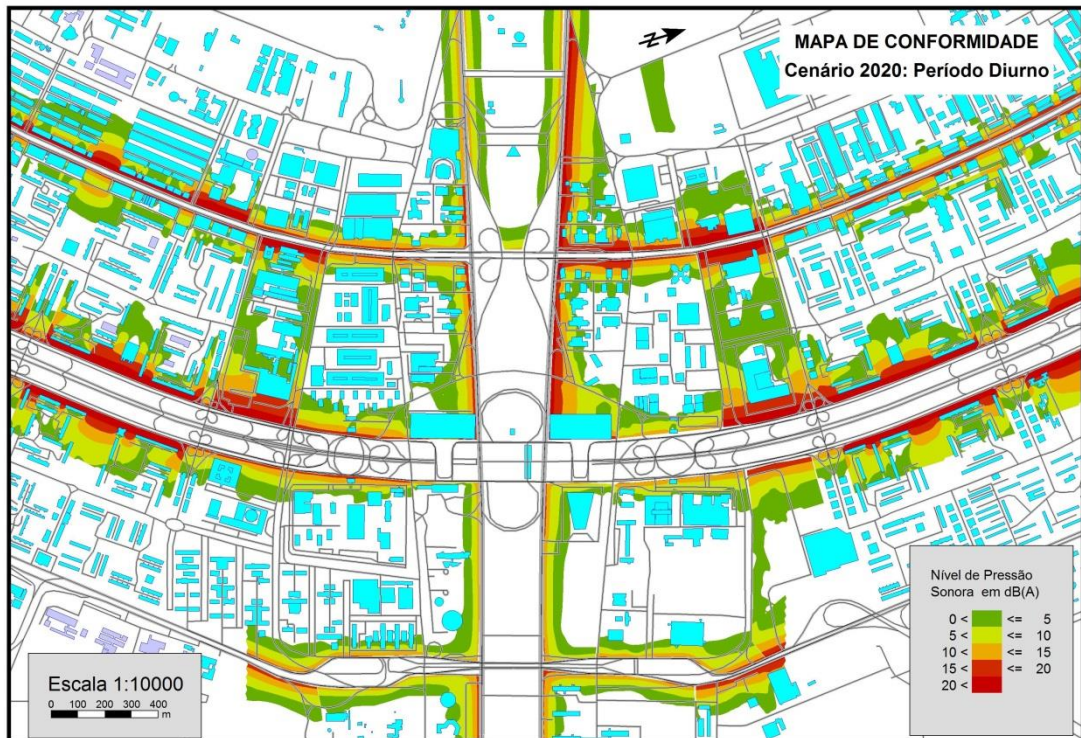 N
MAPA DE CONFORMIDADE
Cenário 2020: Período Diurno
Nível de Pressão
Sonora em dB(A)
0 < <= 5
5 < <= 10
10 < <= 15
15 < <= 20
20 <
Escala 1:10000
0 100 200 300 400
m